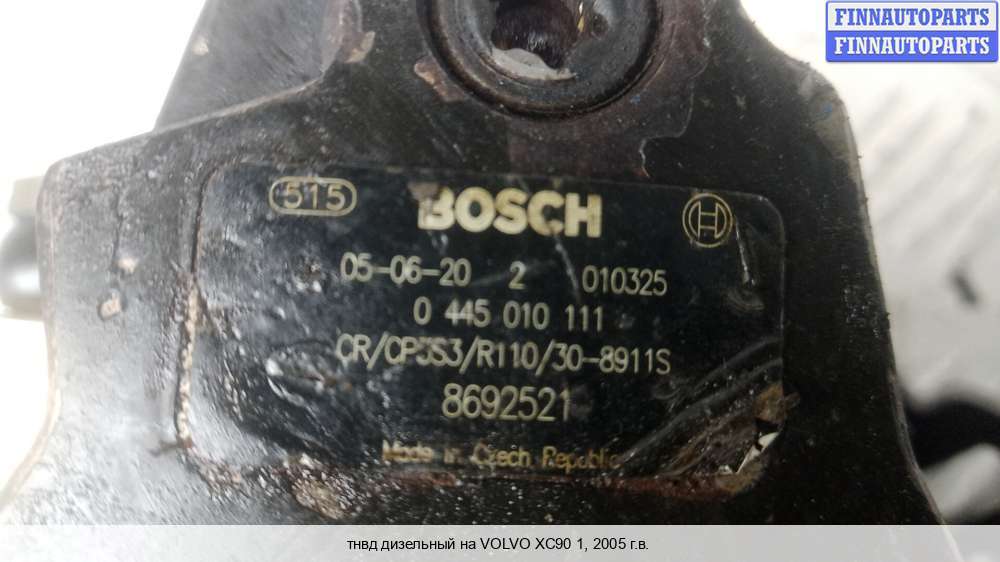 FINNAUTOPARTS
FINNAUTOPARTS
515
BOSCH
05-06-20 2 010325
0 445 010 111
CR/CP3S3/R110/30-8911S
8692521
Made in Czech Republic
тнвд дизельный на VOLVO XC90 1, 2005 г.в.